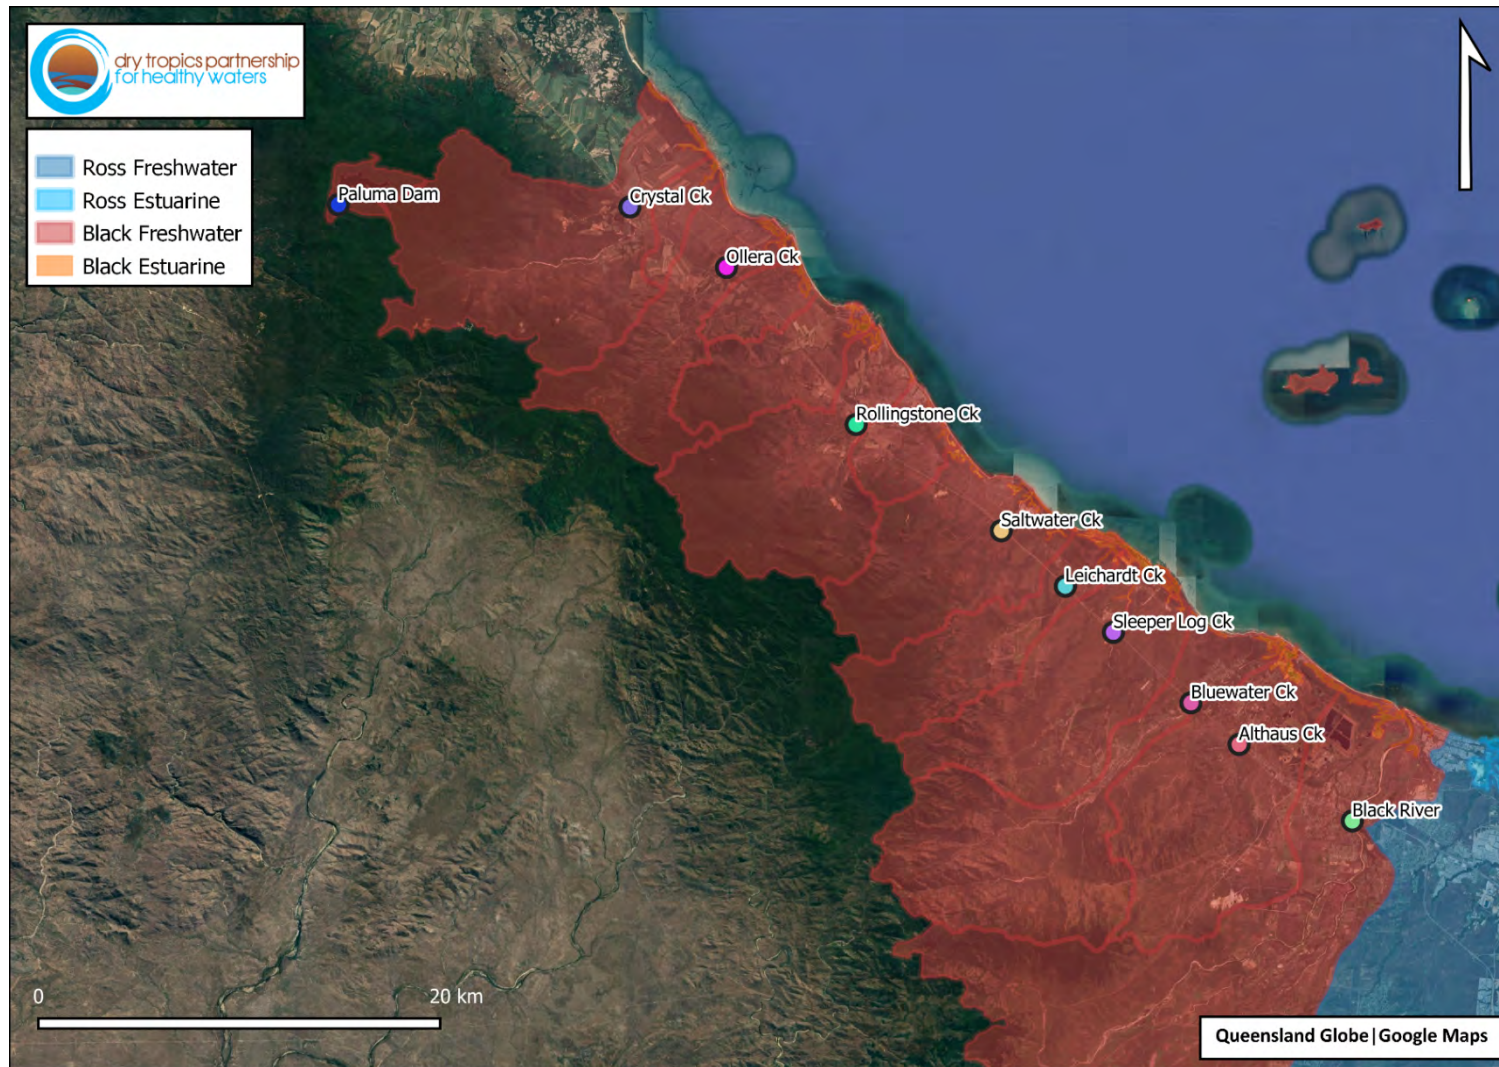 dry tropics partnership
for healthy waters
Ross Freshwater
Ross Estuarine
Black Freshwater
Black Estuarine
Paluma Dam
Crystal Ck
Ollera Ck
Rollingstone Ck
Saltwater Ck
Leichardt Ck
Sleeper Log Ck
Bluewater Ck
Althaus Ck
Black River
0
20 km
Queensland Globe|Google Maps